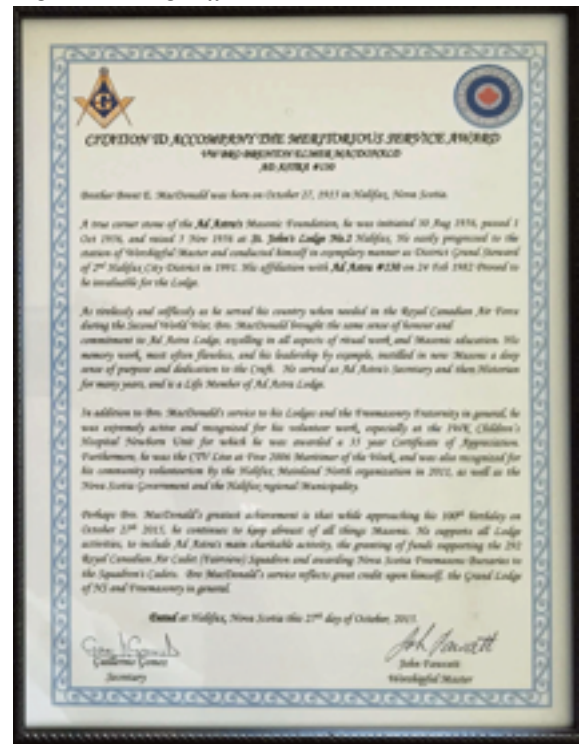 G
CITATION TO ACCOMPANY THE MERITORIOUS SERVICE AWARD
VW BRO BRENTON ELMER MACDONALD
AD ASTRA #130
Brother Brent E. MacDonald was born on October 27, 1915 in Halifax, Nova Scotia.
A true corner stone of the Ad Astra's Masonic Foundation, he was initiated 30 Aug 1976, passed 1
Oct 1976, and raised 5 Nov 1976 at St. John's Lodge No.2 Halifax. He easily progressed to the
station of Worshipful Master and conducted himself in exemplary manner as District Grand Steward
of 2nd Halifax City District in 1991. His affiliation with Ad Astra #130 on 24 Feb 1982 Proved to
be invaluable for the Lodge.
As tirelessly and selflessly as he served his country when needed in the Royal Canadian Air Force
during the Second World War, Bro. MacDonald brought the same sense of honour and
commitment to Ad Astra Lodge, excelling in all aspects of ritual work and Masonic education. His
memory work, most often flawless, and his leadership by example, instilled in new Masons a deep
sense of purpose and dedication to the Craft. He served as Ad Astra's Secretary and then Historian
for many years, and is a Life Member of Ad Astra Lodge.
In addition to Bro. MacDonald's service to his Lodges and the Freemasonry Fraternity in general, he
was extremely active and recognized for his volunteer work, especially at the IWK Children's
Hospital Newborn Unit for which he was awarded a 35 year Certificate of Appreciation.
Furthermore, he was the CTV Live at Five 2006 Maritimer of the Week, and was also recognized for
his community volunteerism by the Halifax Mainland North organization in 2012, as well as the
Nova Scotia Government and the Halifax regional Municipality.
Perhaps Bro. MacDonald's greatest achievement is that while approaching his 100th birthday on
October 27th 2015, he continues to keep abreast of all things Masonic. He supports all Lodge
activities, to include Ad Astra's main charitable activity, the granting of funds supporting the 292
Royal Canadian Air Cadet (Fairview) Squadron and awarding Nova Scotia Freemasons Bursaries to
the Squadron's Cadets. Bro MacDonald's service reflects great credit upon himself, the Grand Lodge
of NS and Freemasonry in general.
Dated at Halifax, Nova Scotia this 27th day of October, 2015.
Guillermo Gomez
Secretary
John Fawcett
Worshipful Master